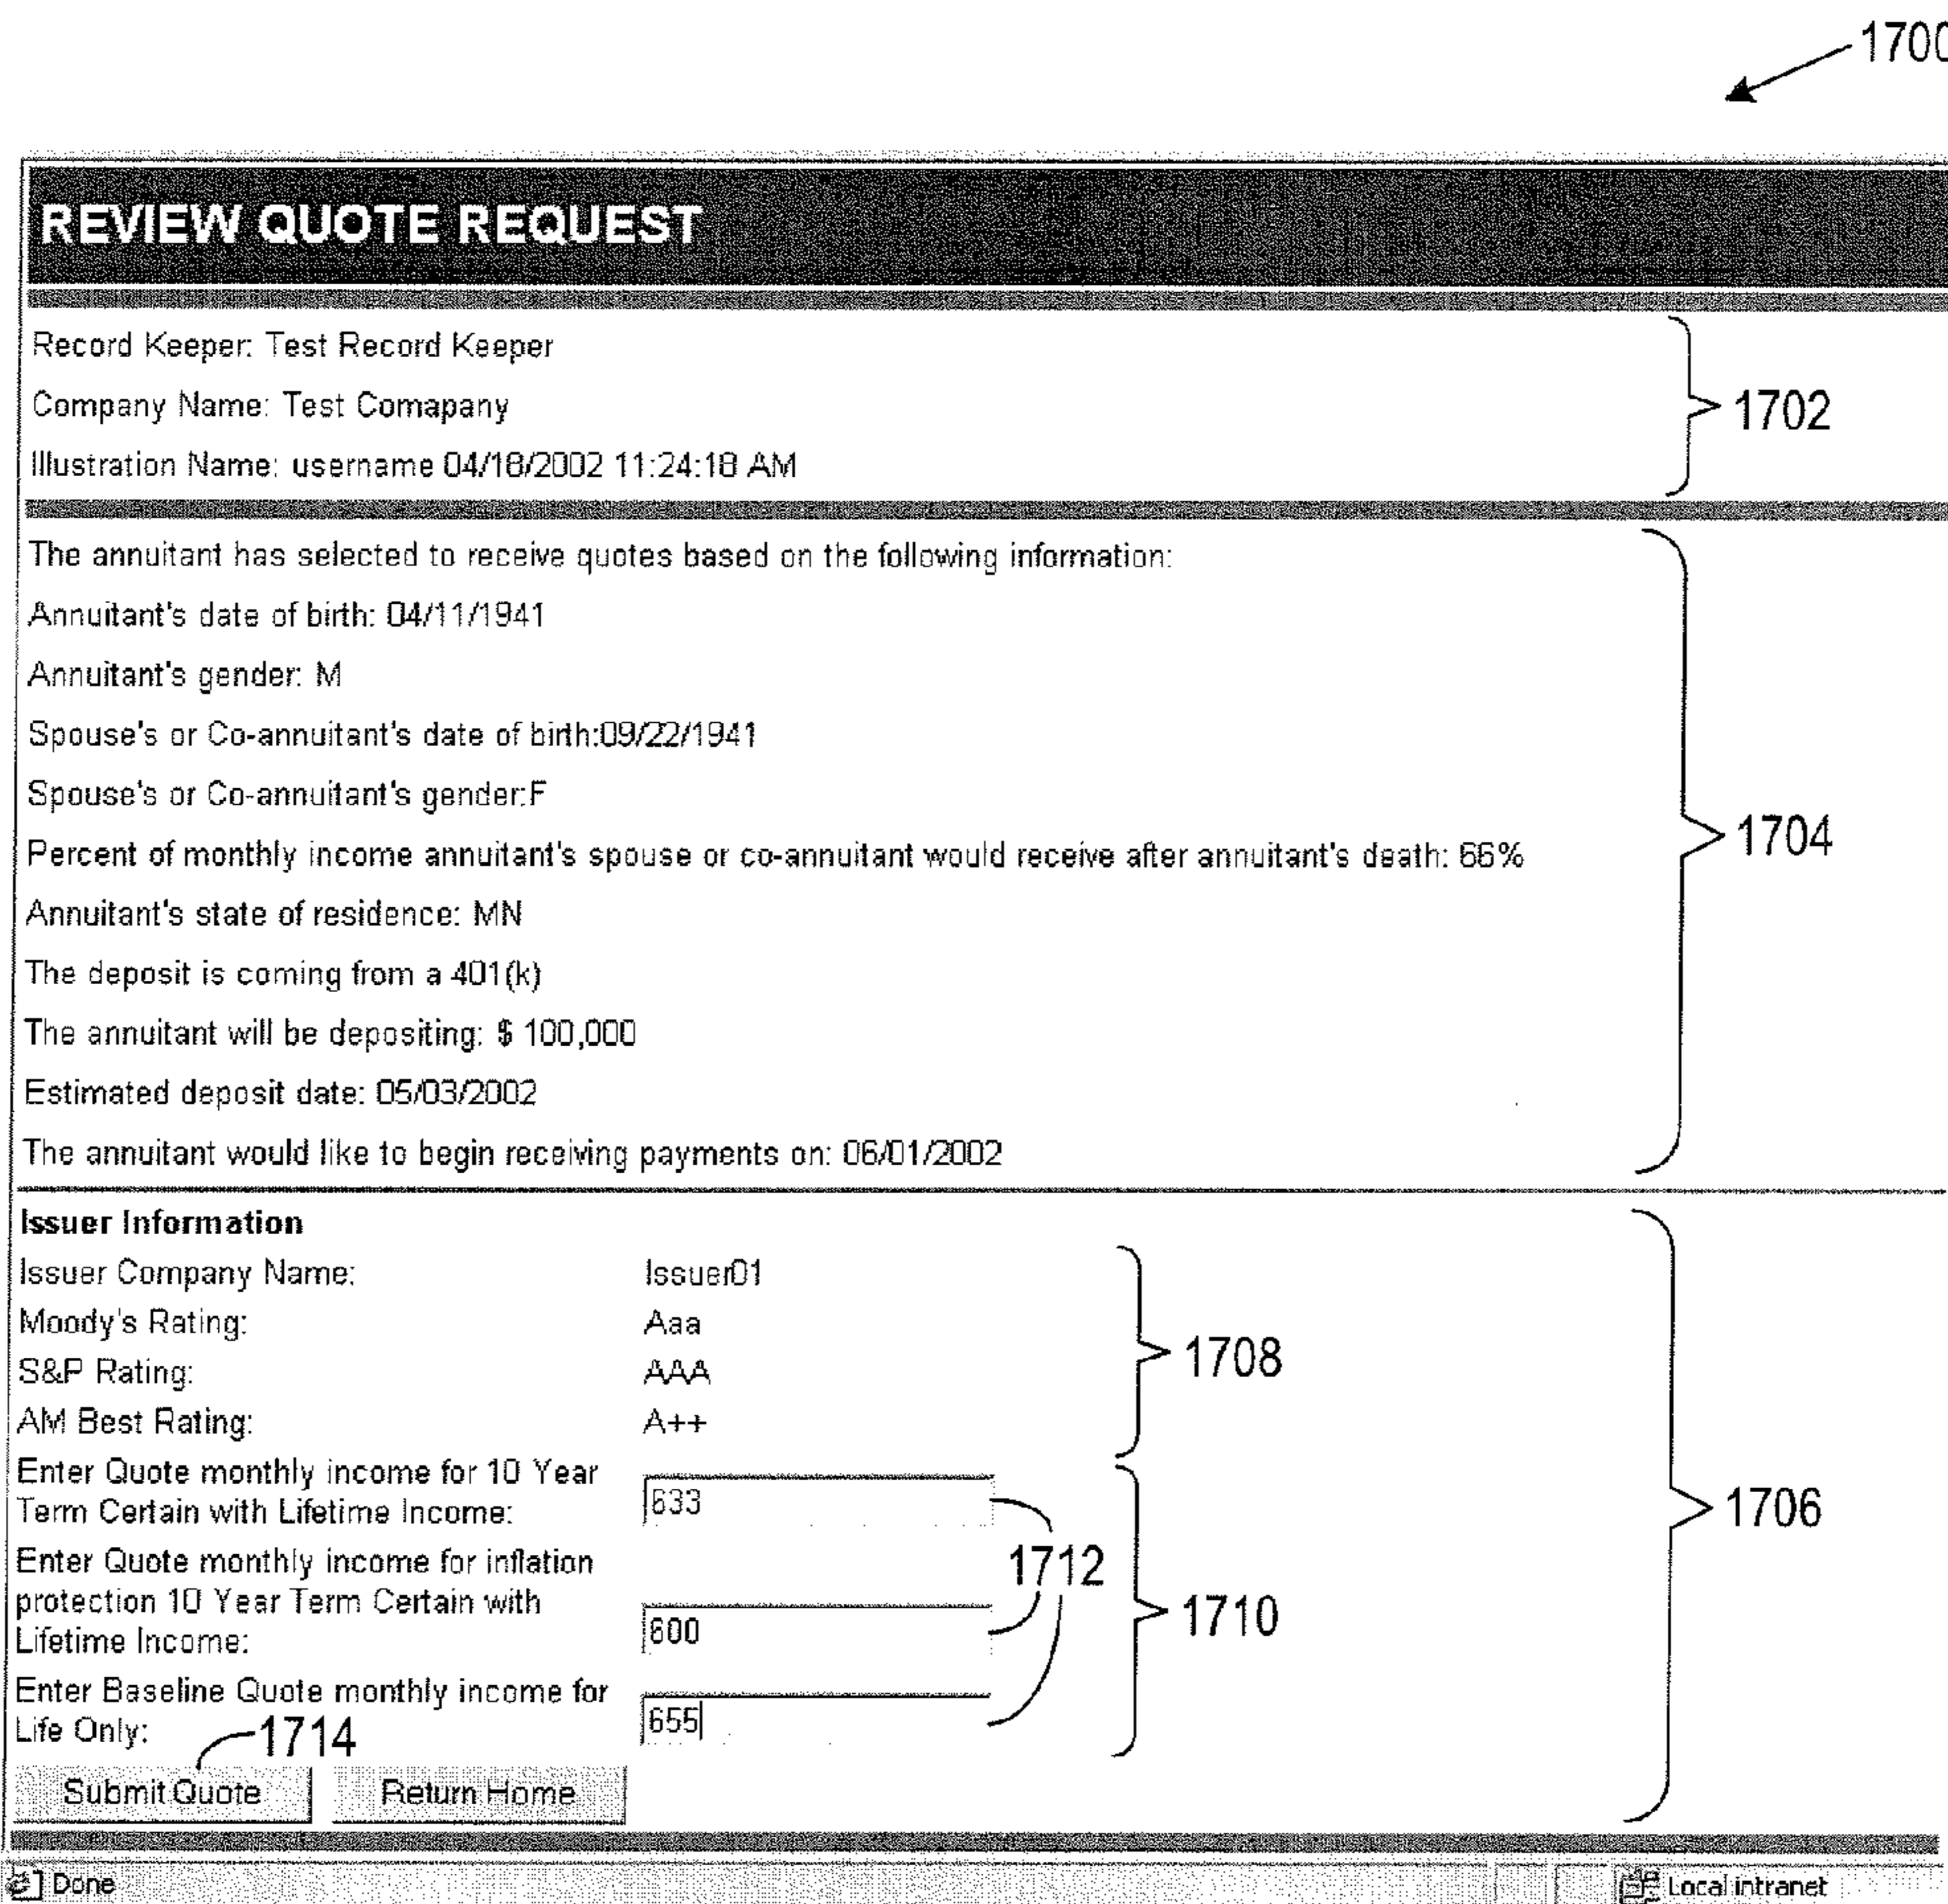 1700
REVIEW QUOTE REQUEST
Record Keeper: Test Record Keeper
Company Name: Test Comapany
1702
Illustration Name: username 04/18/2002 11:24:18 AM
The annuitant has selected to receive quotes based on the following information:
Annuitant's date of birth: 04/11/1941
Annuitant's gender: M
Spouse's or Co-annuitant's date of birth:09/22/1941
Spouse's or Co-annuitant's gender:F
Percent of monthly income annuitant's spouse or co-annuitant would receive after annuitant's death: 66%
1704
Annuitant's state of residence: MN
The deposit is coming from a 401(k)
The annuitant will be depositing: $ 100,000
Estimated deposit date: 05/03/2002
The annuitant would like to begin receiving payments on: 06/01/2002
Issuer Information
Issuer Company Name: Issuer01
Moody's Rating: Aaa
1708
S&P Rating: AAA
AM Best Rating: A++
Enter Quote monthly income for 10 Year
Term Certain with Lifetime Income: 633
1706
Enter Quote monthly income for inflation
protection 10 Year Term Certain with
Lifetime Income: 600
1712
1710
Enter Baseline Quote monthly income for
Life Only: 655
1714
Submit Quote Return Home
Done Local intranet